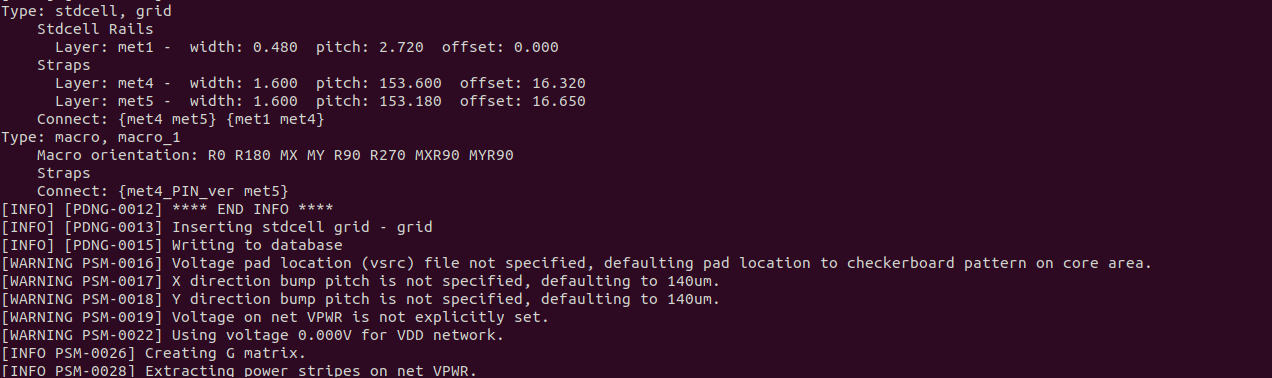 Type: stdcell, grid
    Stdcell Rails
      Layer: met1 -  width: 0.480  pitch: 2.720  offset: 0.000
    Straps
      Layer: met4 -  width: 1.600  pitch: 153.600  offset: 16.320
      Layer: met5 -  width: 1.600  pitch: 153.180  offset: 16.650
    Connect: {met4 met5} {met1 met4}
Type: macro, macro_1
    Macro orientation: R0 R180 MX MY R90 R270 MXR90 MYR90
    Straps
    Connect: {met4_PIN_ver met5}
[INFO] [PDNG-0012] **** END INFO ****
[INFO] [PDNG-0013] Inserting stdcell grid - grid
[INFO] [PDNG-0015] Writing to database
[WARNING PSM-0016] Voltage pad location (vsrc) file not specified, defaulting pad location to checkerboard pattern on core area.
[WARNING PSM-0017] X direction bump pitch is not specified, defaulting to 140um.
[WARNING PSM-0018] Y direction bump pitch is not specified, defaulting to 140um.
[WARNING PSM-0019] Voltage on net VPWR is not explicitly set.
[WARNING PSM-0022] Using voltage 0.000V for VDD network.
[INFO PSM-0026] Creating G matrix.
[INFO PSM-0028] Extracting power stripes on net VPWR.